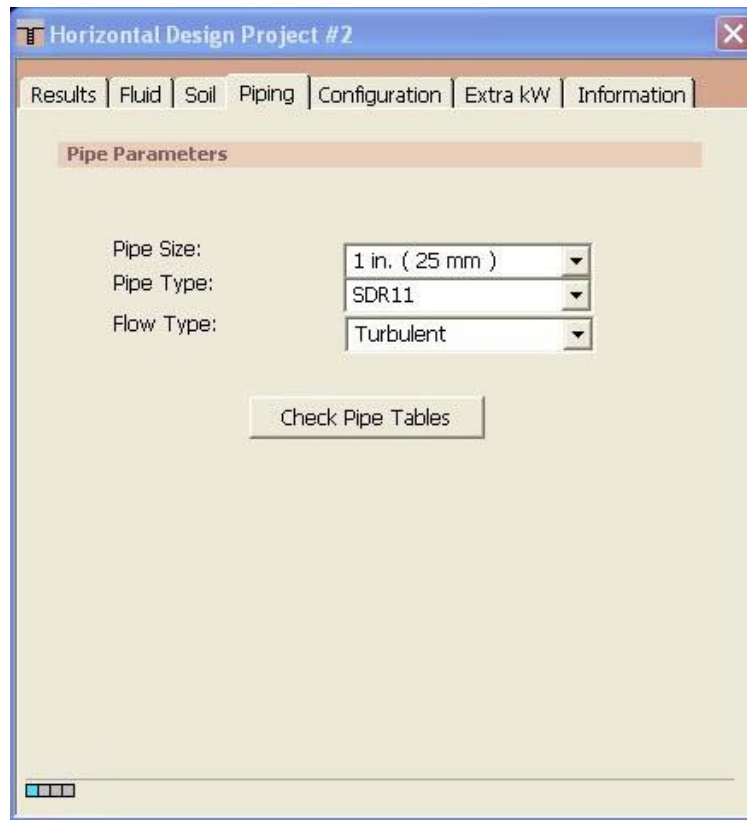 Horizontal Design Project #2
Results Fluid Soil Piping Configuration Extra kW Information
Pipe Parameters
Pipe Size: 1 in. ( 25 mm )
Pipe Type: SDR11
Flow Type: Turbulent
Check Pipe Tables